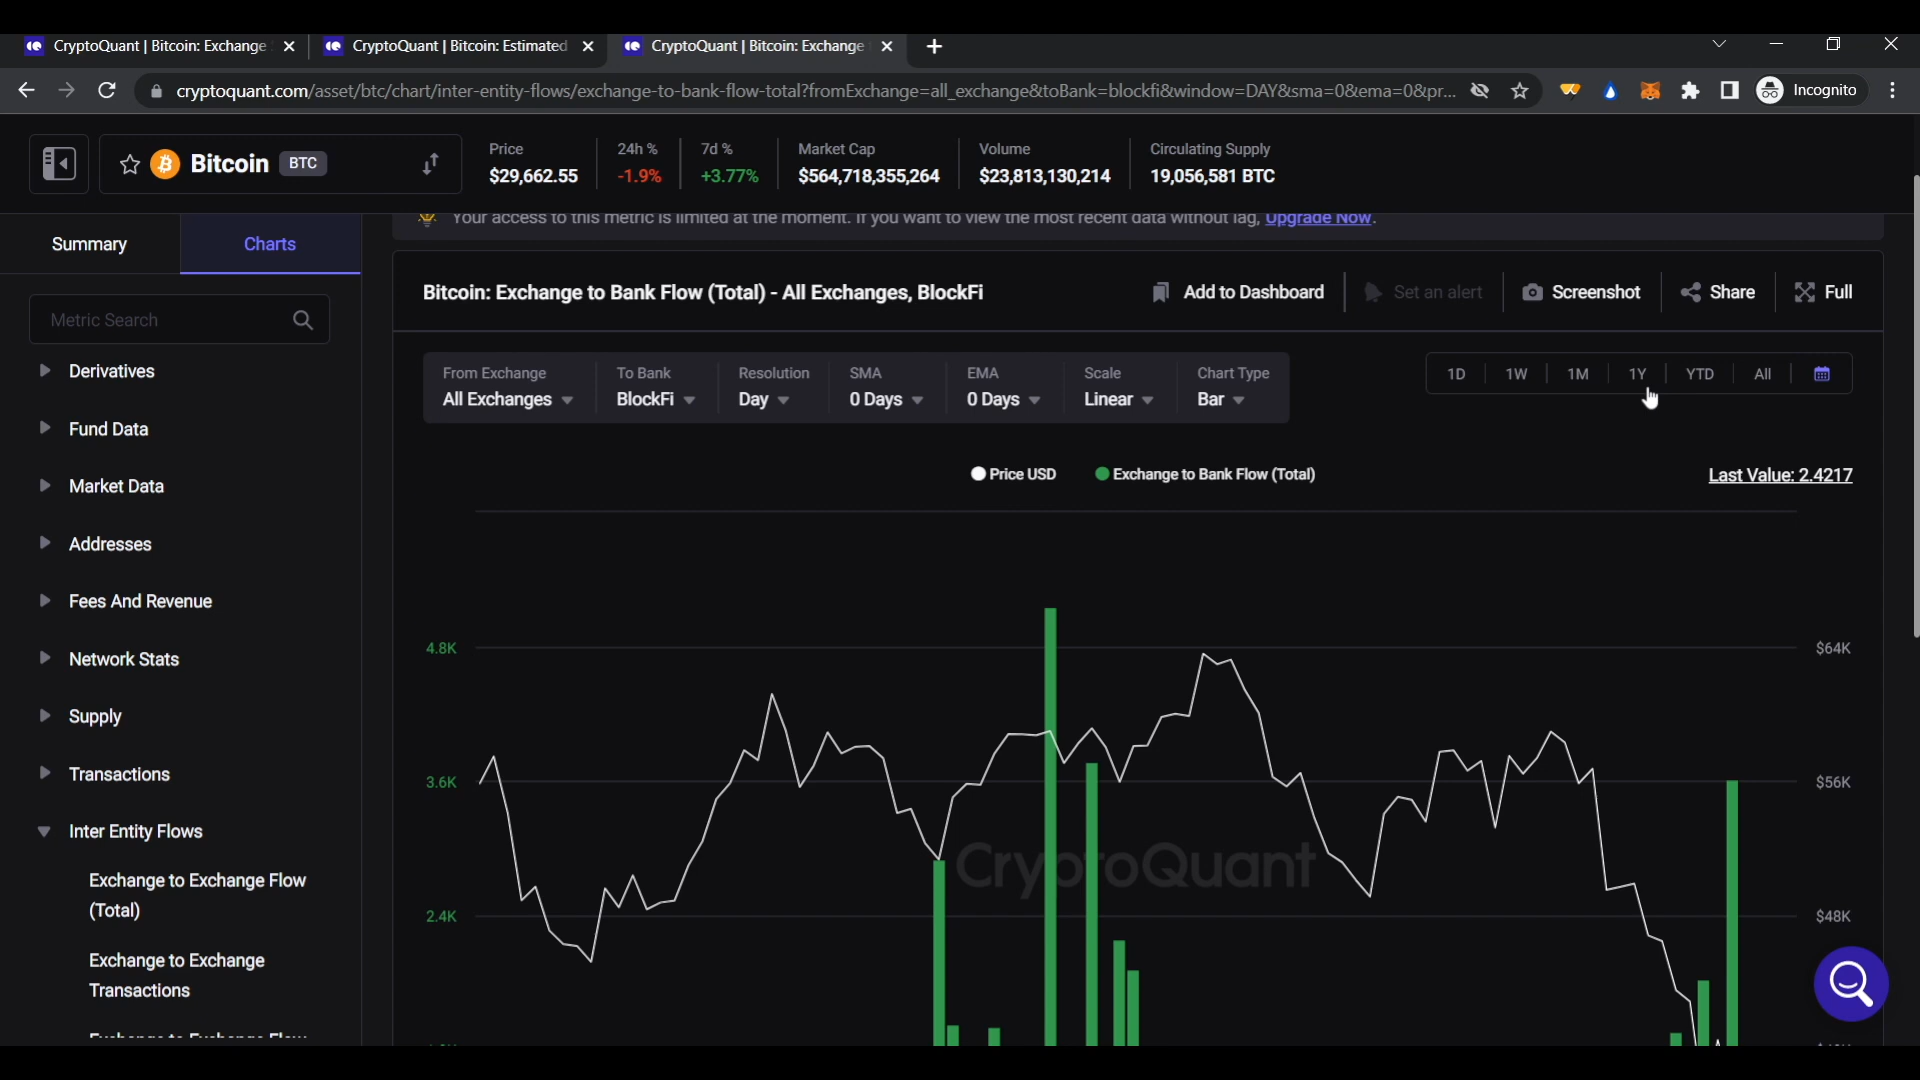 CryptoQuant | Bitcoin: Exchange
CryptoQuant | Bitcoin: Estimated
CryptoQuant | Bitcoin: Exchange
cryptoquant.com/asset/btc/chart/inter-entity-flows/exchange-to-bank-flow-total?fromExchange=all_exchange&toBank=blockfi&window=DAY&sma=0&ema=0&pr...
Incognito
Bitcoin BTC
Price
$29,662.55
24h %
-1.9%
7d %
+3.77%
Market Cap
$564,718,355,264
Volume
$23,813,130,214
Circulating Supply
19,056,581 BTC
Your access to this metric is limited at the moment. If you want to view the most recent data without lag, Upgrade Now.
Summary
Charts
Metric Search
Derivatives
Fund Data
Market Data
Addresses
Fees And Revenue
Network Stats
Supply
Transactions
Inter Entity Flows
Exchange to Exchange Flow
(Total)
Exchange to Exchange
Transactions
Exchange to Exchange Flow
Bitcoin: Exchange to Bank Flow (Total) - All Exchanges, BlockFi
Add to Dashboard
Set an alert
Screenshot
Share
Full
From Exchange
All Exchanges
To Bank
BlockFi
Resolution
Day
SMA
0 Days
EMA
0 Days
Scale
Linear
Chart Type
Bar
1D
1W
1M
1Y
YTD
All
Price USD
Exchange to Bank Flow (Total)
Last Value: 2.4217
4.8K
$64K
3.6K
$56K
CryptoQuant
2.4K
$48K